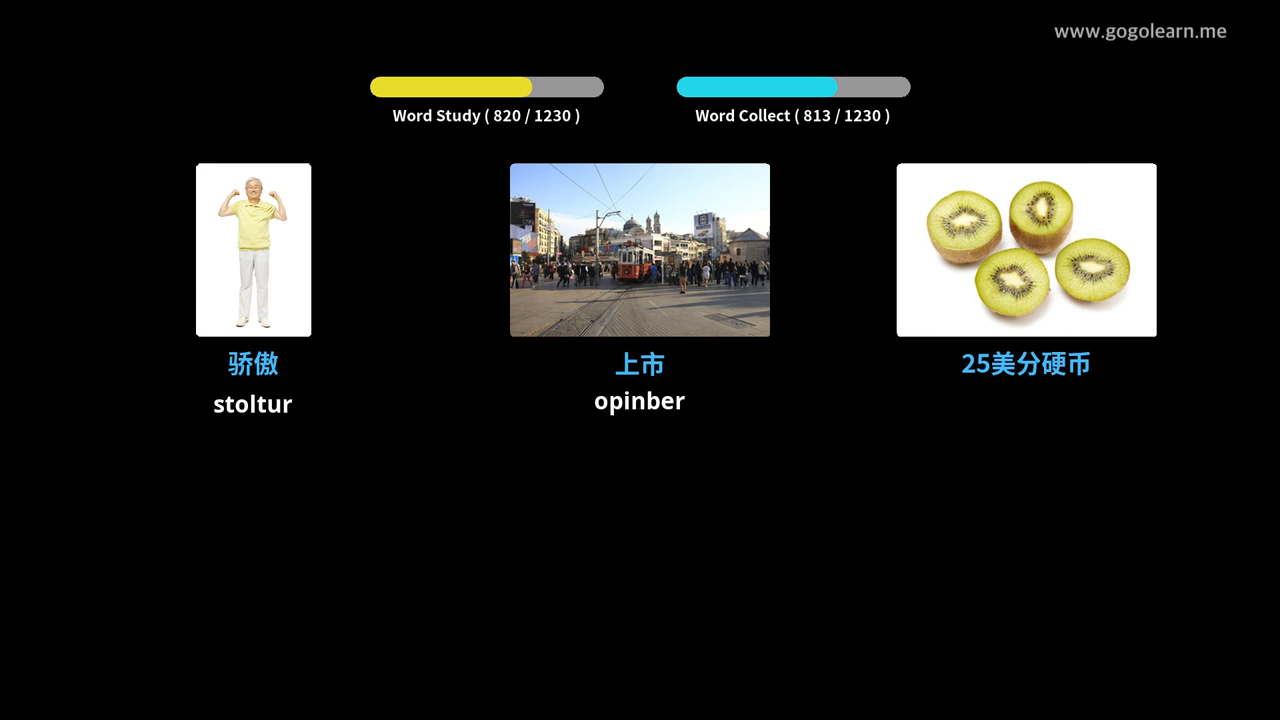 www.gogolearn.me
Word Study ( 820 / 1230 )
Word Collect ( 813 / 1230 )
骄傲
上市
25美分硬币
stoltur
opinber